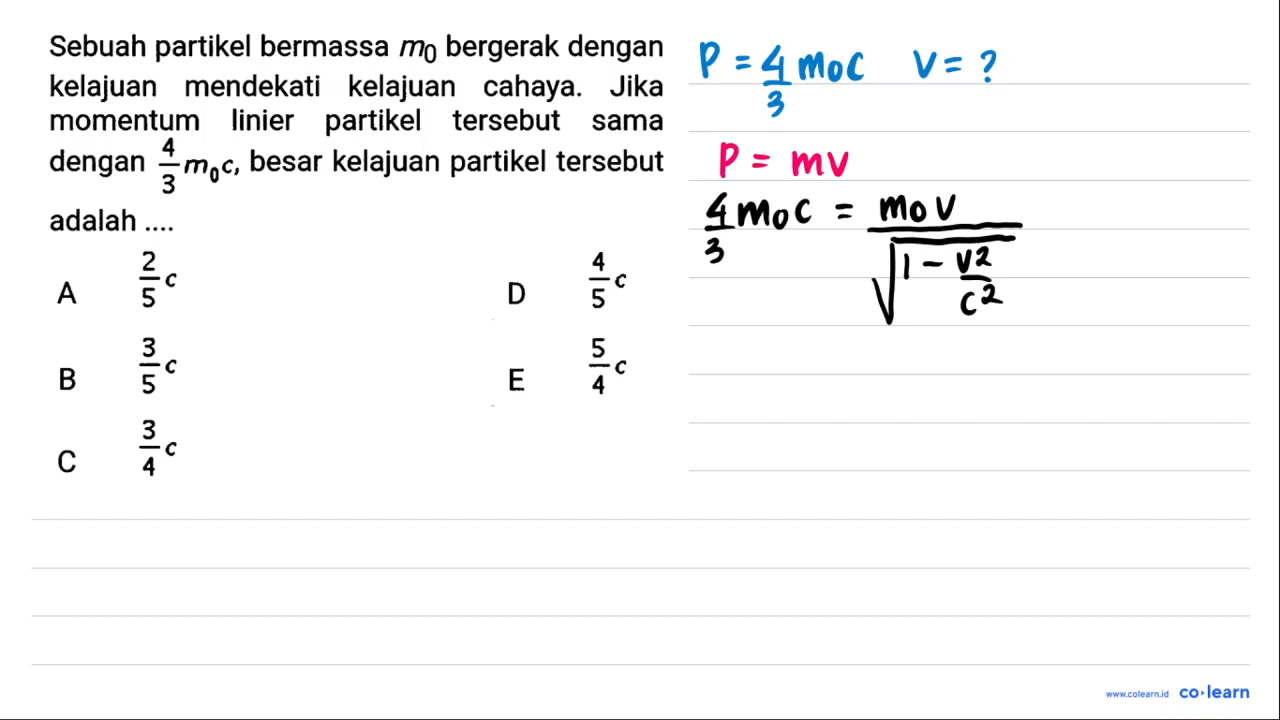 Sebuah partikel bermassa m₀ bergerak dengan
kelajuan mendekati kelajuan cahaya. Jika
momentum linier partikel tersebut sama
dengan 4/3 m₀c, besar kelajuan partikel tersebut
adalah ....
A 2/5 c
B 3/5 c
C 3/4 c
D 4/5 c
E 5/4 c
P = 4/3 m₀c V = ?
P = mv
4/3 m₀c = m₀v / √(1 - v²/c²)
www.colearn.id co learn